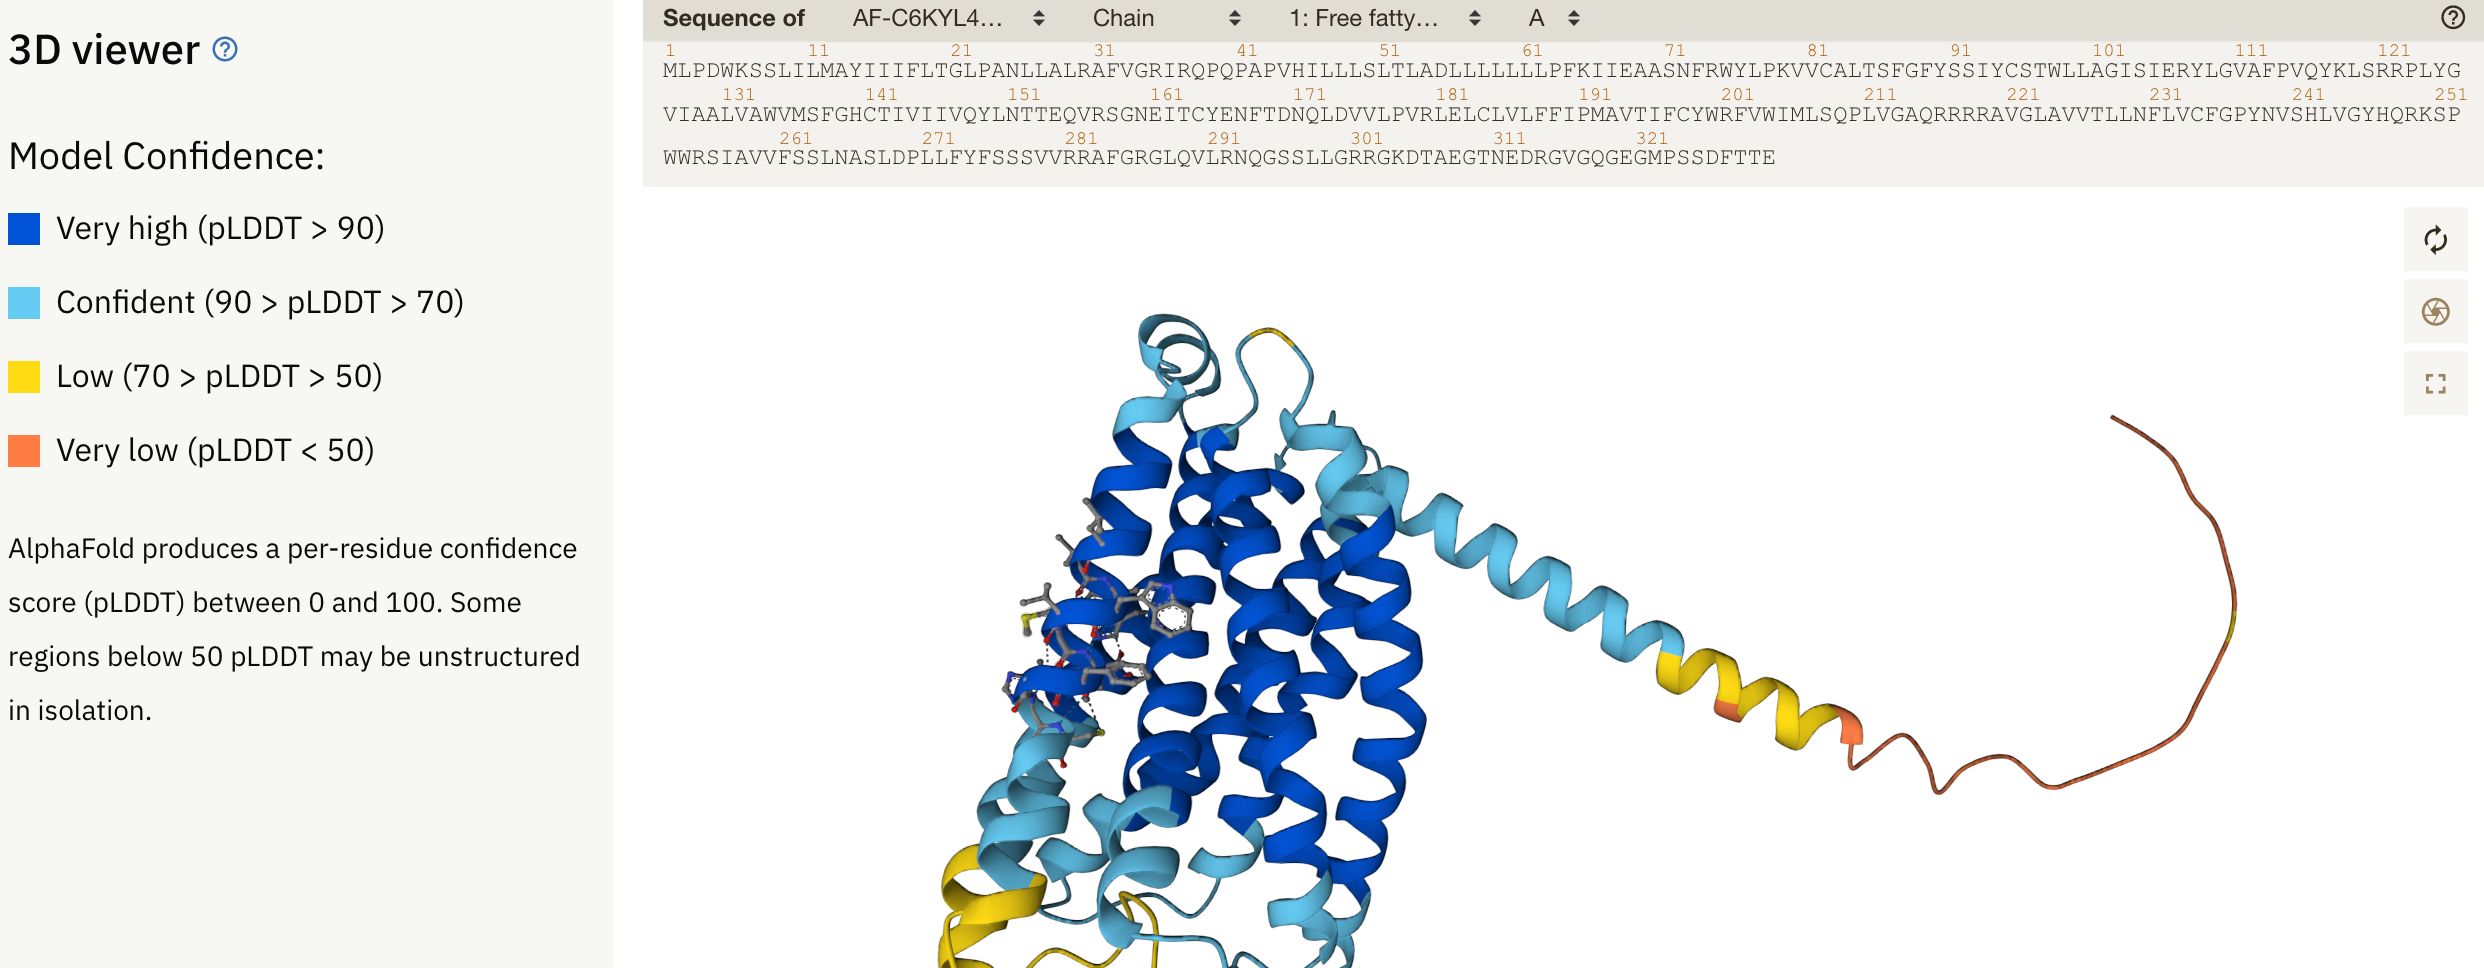 3D viewer
Model Confidence:
Very high (pLDDT > 90)
Confident (90 > pLDDT > 70)
Low (70 > pLDDT > 50)
Very low (pLDDT < 50)
AlphaFold produces a per-residue confidence
score (pLDDT) between 0 and 100. Some
regions below 50 pLDDT may be unstructured
in isolation.
Sequence of AF-C6KYL4... Chain 1: Free fatty... A
1 11 21 31 41 51 61 71 81 91 101 111 121
MLPDWKSSLILMAYIIIFLTGLPANLLALRAFVGRIRQPQPAPVHILLLSLTLADLLLLLLLPFKIIEAASNFRWYLPKVVCALTSFGFYSSIYCSTWLLAGISIERYLGVAFPVQYKLSRRPLYG
131 141 151 161 171 181 191 201 211 221 231 241 251
VIAALVAWVMSFGHCTIVIIVQYLNTTEQVRSGNEITCYENFTDNQLDVVLPVRLELCLVLFFIPMAVTIFCYWRFVWIMLSQPLVGAQRRRRAVGLAVVTLLNFLVCFGPYNVSHLVGYHQRKSP
261 271 281 291 301 311 321
WWRSIAVVFSSLNASLDPLLFYFSSSVVRRAFGRGLQVLRNQGSSLLGRRGKDTAEGTNEDRGVGQGEGMPSSDFTTE